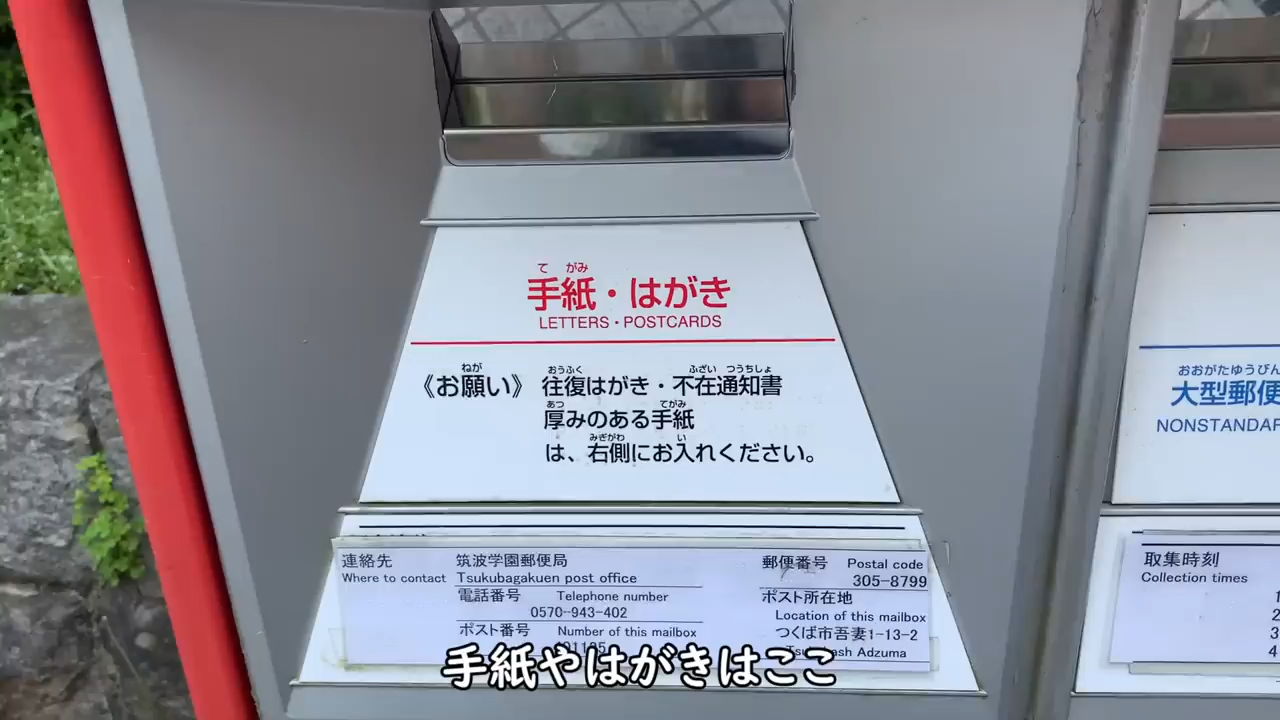 て がみ
手紙・はがき
LETTERS・POSTCARDS
ねが おうふく ふざい つうちしょ
《お願い》 往復はがき・不在通知書
あつ てがみ
厚みのある手紙
みぎがわ い
は、右側にお入れください。
連絡先 筑波学園郵便局
Where to contact Tsukubagakuen post office
電話番号 Telephone number
0570-943-402
ポスト番号 Number of this mailbox
郵便番号 Postal code
305-8799
ポスト所在地
Location of this mailbox
つくば市吾妻1-13-2
Adzuma
おおがたゆうびん
大型郵便
NONSTANDAR
取集時刻
Collection times
1
2
3
4
手紙やはがきはここ